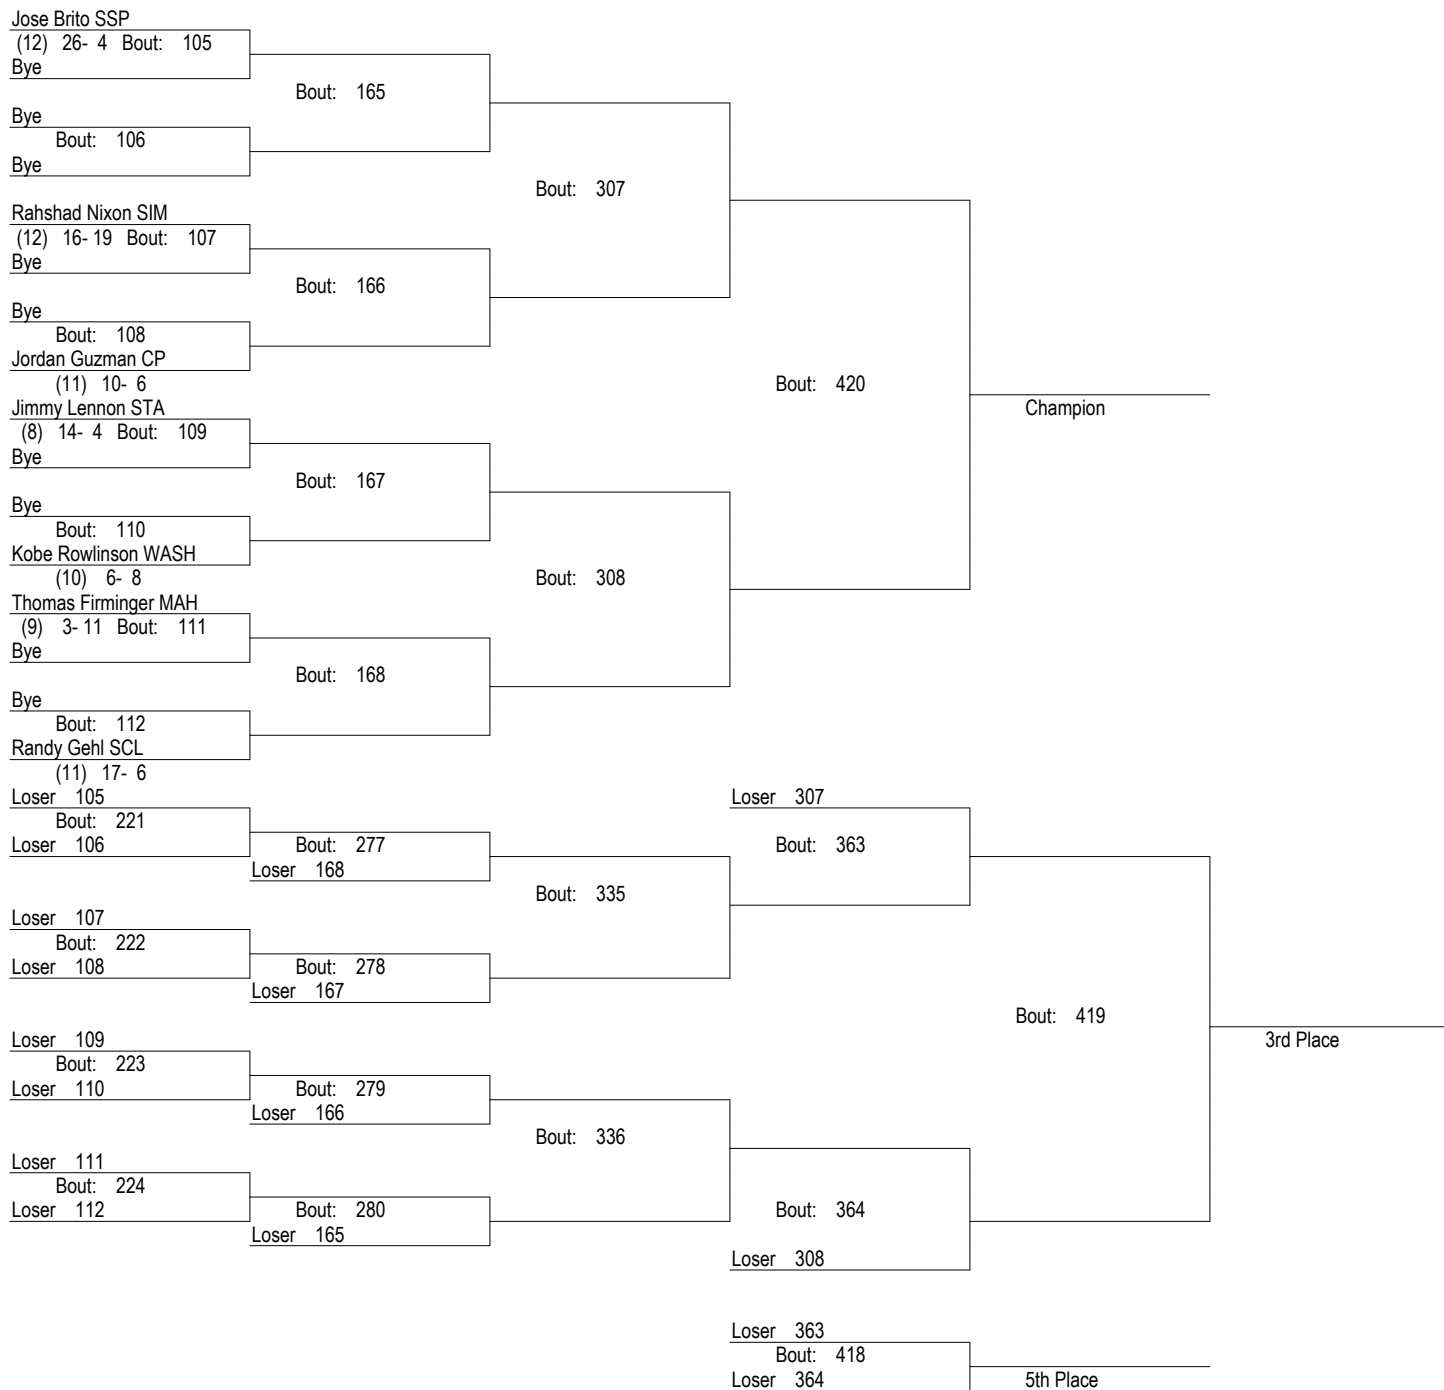 Jose Brito SSP
(12) 26- 4 Bout: 105
Bye
Bout: 165
Bye
Bout: 106
Bye
Bout: 307
Rahshad Nixon SIM
(12) 16- 19 Bout: 107
Bye
Bout: 166
Bye
Bout: 108
Jordan Guzman CP
(11) 10- 6
Bout: 420
Champion
Jimmy Lennon STA
(8) 14- 4 Bout: 109
Bye
Bout: 167
Bye
Bout: 110
Kobe Rowlinson WASH
(10) 6- 8
Bout: 308
Thomas Firminger MAH
(9) 3- 11 Bout: 111
Bye
Bout: 168
Bye
Bout: 112
Randy Gehl SCL
(11) 17- 6
Loser 105
Bout: 221
Loser 106
Bout: 277
Loser 168
Loser 307
Bout: 363
Bout: 335
Loser 107
Bout: 222
Loser 108
Bout: 278
Loser 167
Bout: 419
3rd Place
Loser 109
Bout: 223
Loser 110
Bout: 279
Loser 166
Bout: 336
Loser 111
Bout: 224
Loser 112
Bout: 280
Loser 165
Bout: 364
Loser 308
Loser 363
Bout: 418
Loser 364
5th Place